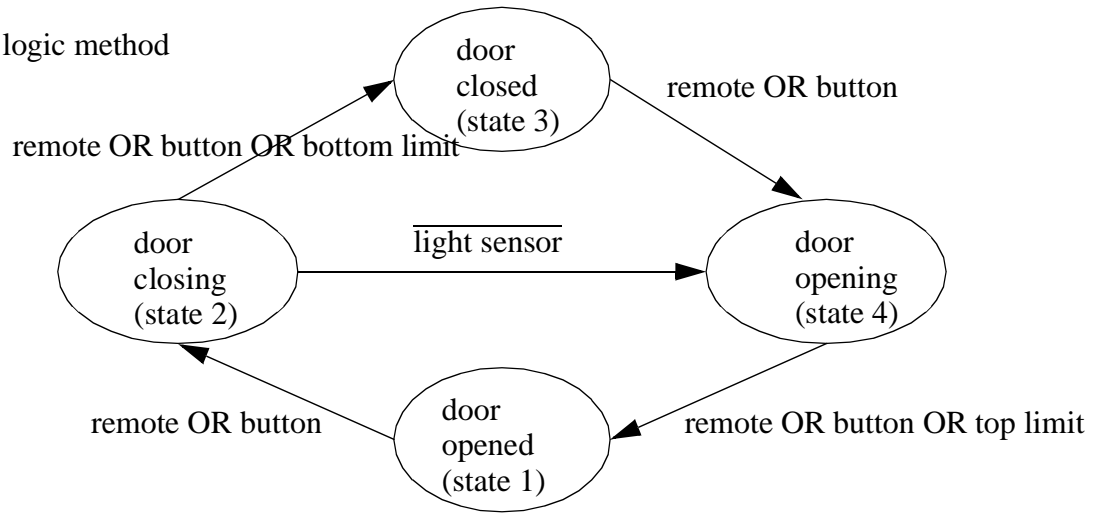 logic method
door
closed
(state 3)
remote OR button
remote OR button OR bottom limit
light sensor
door
closing
(state 2)
door
opening
(state 4)
remote OR button
door
opened
(state 1)
remote OR button OR top limit